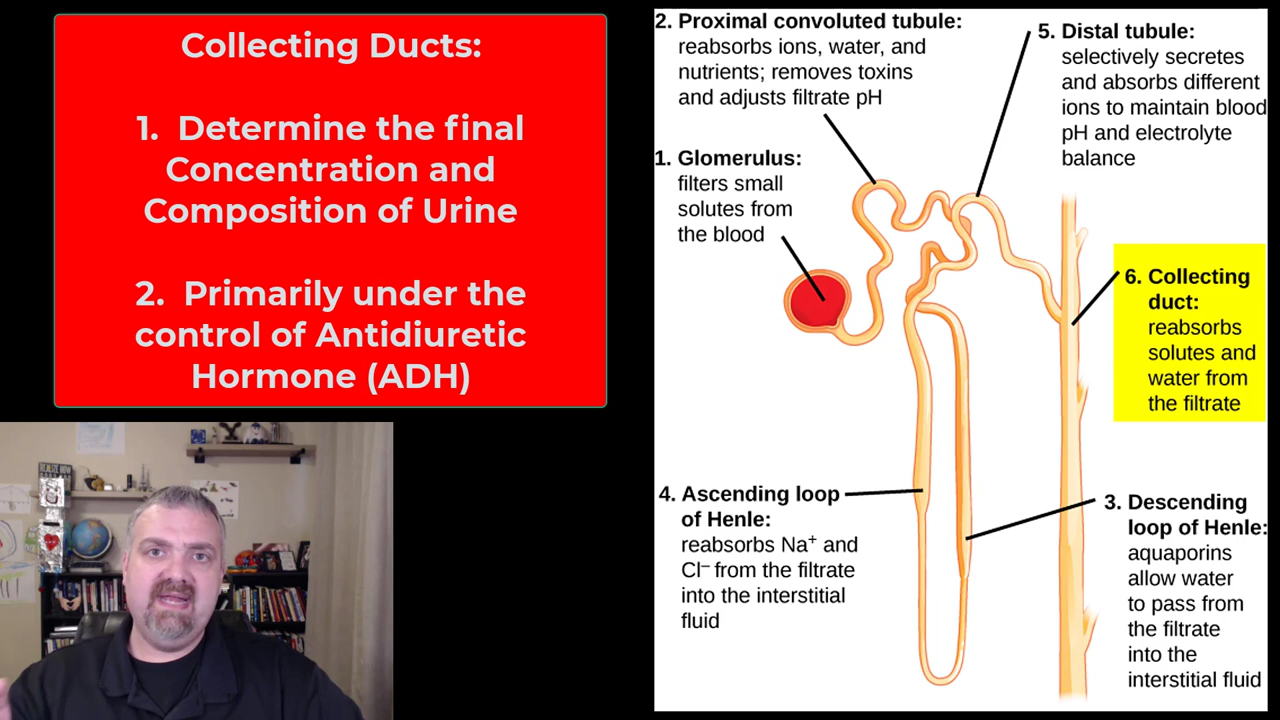 Collecting Ducts:
1. Determine the final
Concentration and
Composition of Urine
2. Primarily under the
control of Antidiuretic
Hormone (ADH)
2. Proximal convoluted tubule:
reabsorbs ions, water, and
nutrients; removes toxins
and adjusts filtrate pH
5. Distal tubule:
selectively secretes
and absorbs different
ions to maintain blood
pH and electrolyte
balance
1. Glomerulus:
filters small
solutes from
the blood
6. Collecting
duct:
reabsorbs
solutes and
water from
the filtrate
4. Ascending loop
of Henle:
reabsorbs Na⁺ and
Cl⁻ from the filtrate
into the interstitial
fluid
3. Descending
loop of Henle:
aquaporins
allow water
to pass from
the filtrate
into the
interstitial fluid